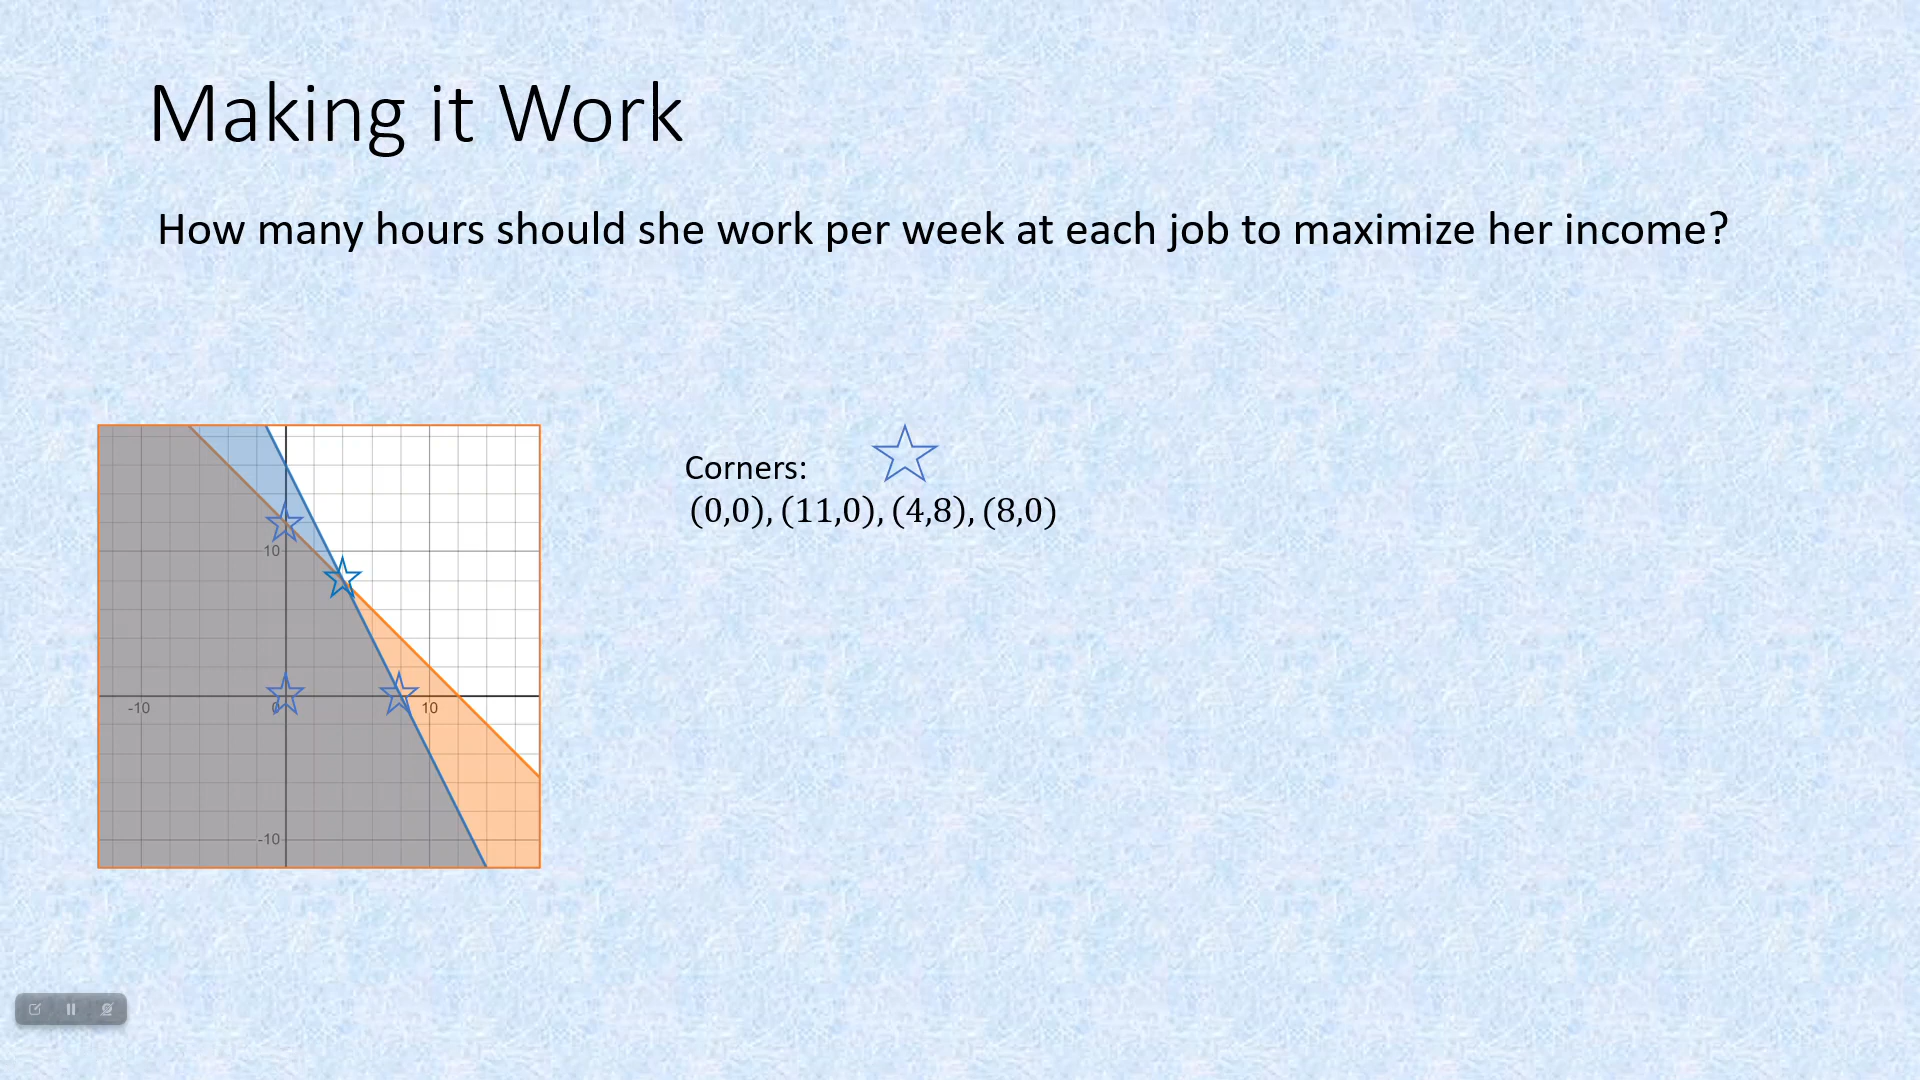 Making it Work
How many hours should she work per week at each job to maximize her income?
Corners:
(0,0), (11,0), (4,8), (8,0)
10
-10
0
10
-10